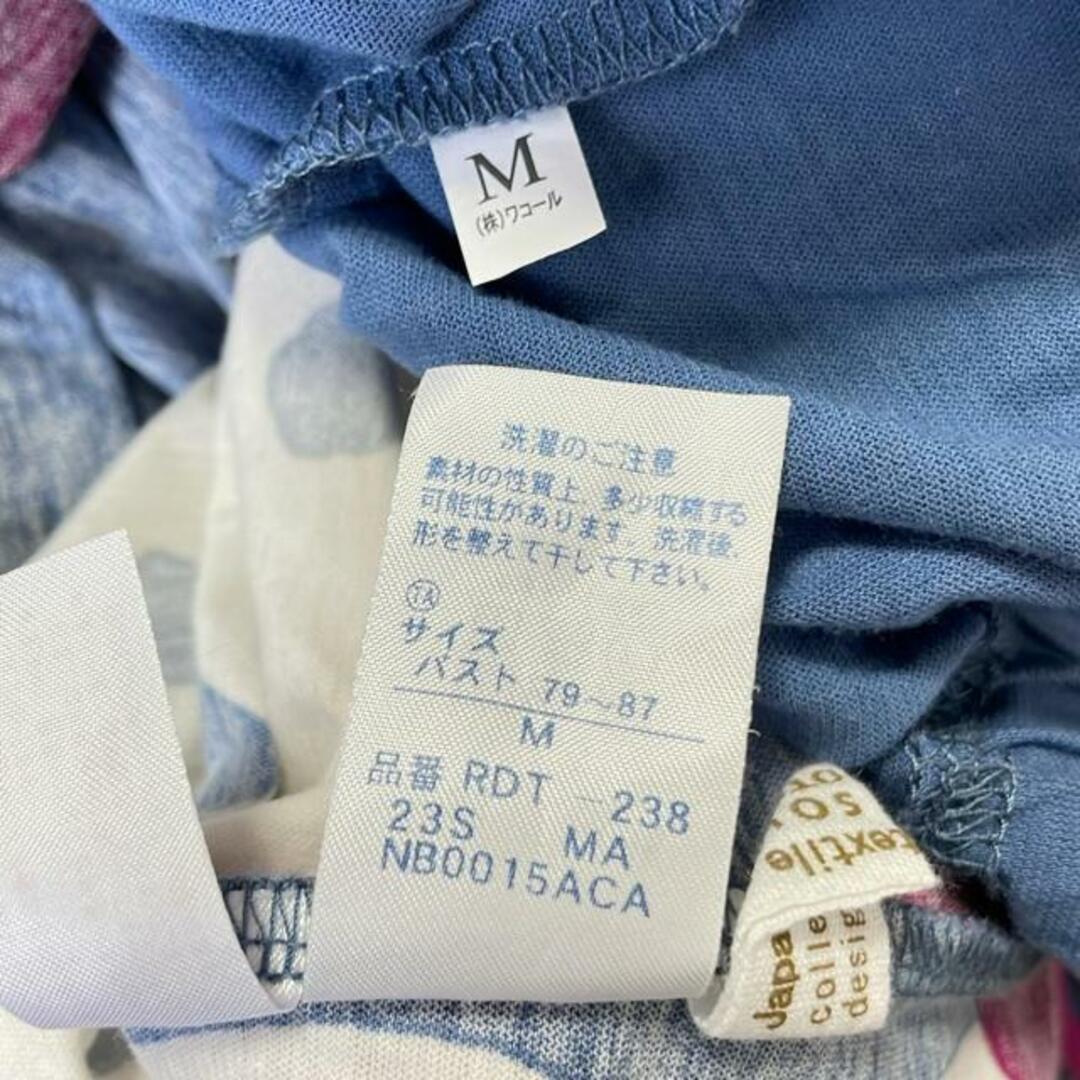 M
(株)ワコール
洗濯のご注意
素材の性質上、多少収縮する
可能性があります。洗濯後、
形を整えて干して下さい。
TA
サイズ
バスト 79～87
M
品番 RDT －238
23S MA
NB0015ACA
textile
Japa
colle
desig